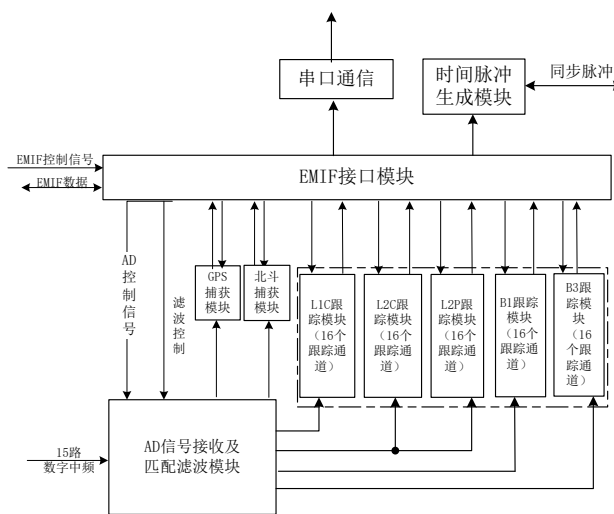 串口通信
时间脉冲
生成模块
同步脉冲
EMIF控制信号
EMIF数据
EMIF接口模块
AD控制信号
滤波控制
GPS
捕获
模块
北斗
捕获
模块
L1C跟
踪模块
(16个
跟踪通
道)
L2C跟
踪模块
(16个
跟踪通
道)
L2P跟
踪模块
(16个
跟踪通
道)
B1跟踪
模块
(16个
跟踪通
道)
B3跟
踪模
块(16
个跟踪
通道)
15路
数字中频
AD信号接收及
匹配滤波模块